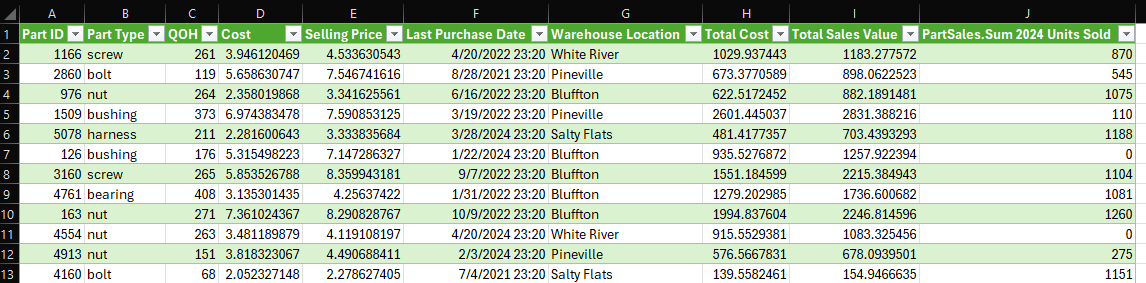 A B C D E F G H I J
1 Part ID Part Type QOH Cost Selling Price Last Purchase Date Warehouse Location Total Cost Total Sales Value PartSales.Sum 2024 Units Sold
2 1166 screw 261 3.946120469 4.533630543 4/20/2022 23:20 White River 1029.937443 1183.277572 870
3 2860 bolt 119 5.658630747 7.546741616 8/28/2021 23:20 Pineville 673.3770589 898.0622523 545
4 976 nut 264 2.358019868 3.341625561 6/16/2022 23:20 Bluffton 622.5172452 882.1891481 1075
5 1509 bushing 373 6.974383478 7.590853125 3/19/2022 23:20 Pineville 2601.445037 2831.388216 110
6 5078 harness 211 2.281600643 3.333835684 3/28/2024 23:20 Salty Flats 481.4177357 703.4393293 1188
7 126 bushing 176 5.315498223 7.147286327 1/22/2024 23:20 Bluffton 935.5276872 1257.922394 0
8 3160 screw 265 5.853526788 8.359943181 9/7/2022 23:20 Bluffton 1551.184599 2215.384943 1104
9 4761 bearing 408 3.135301435 4.25637422 1/31/2022 23:20 Bluffton 1279.202985 1736.600682 1081
10 163 nut 271 7.361024367 8.290828767 10/9/2022 23:20 Bluffton 1994.837604 2246.814596 1260
11 4554 nut 263 3.481189879 4.119108197 4/20/2024 23:20 White River 915.5529381 1083.325456 0
12 4913 nut 151 3.818323067 4.490688411 2/3/2024 23:20 Pineville 576.5667831 678.0939501 275
13 4160 bolt 68 2.052327148 2.278627405 7/4/2021 23:20 Salty Flats 139.5582461 154.9466635 1151